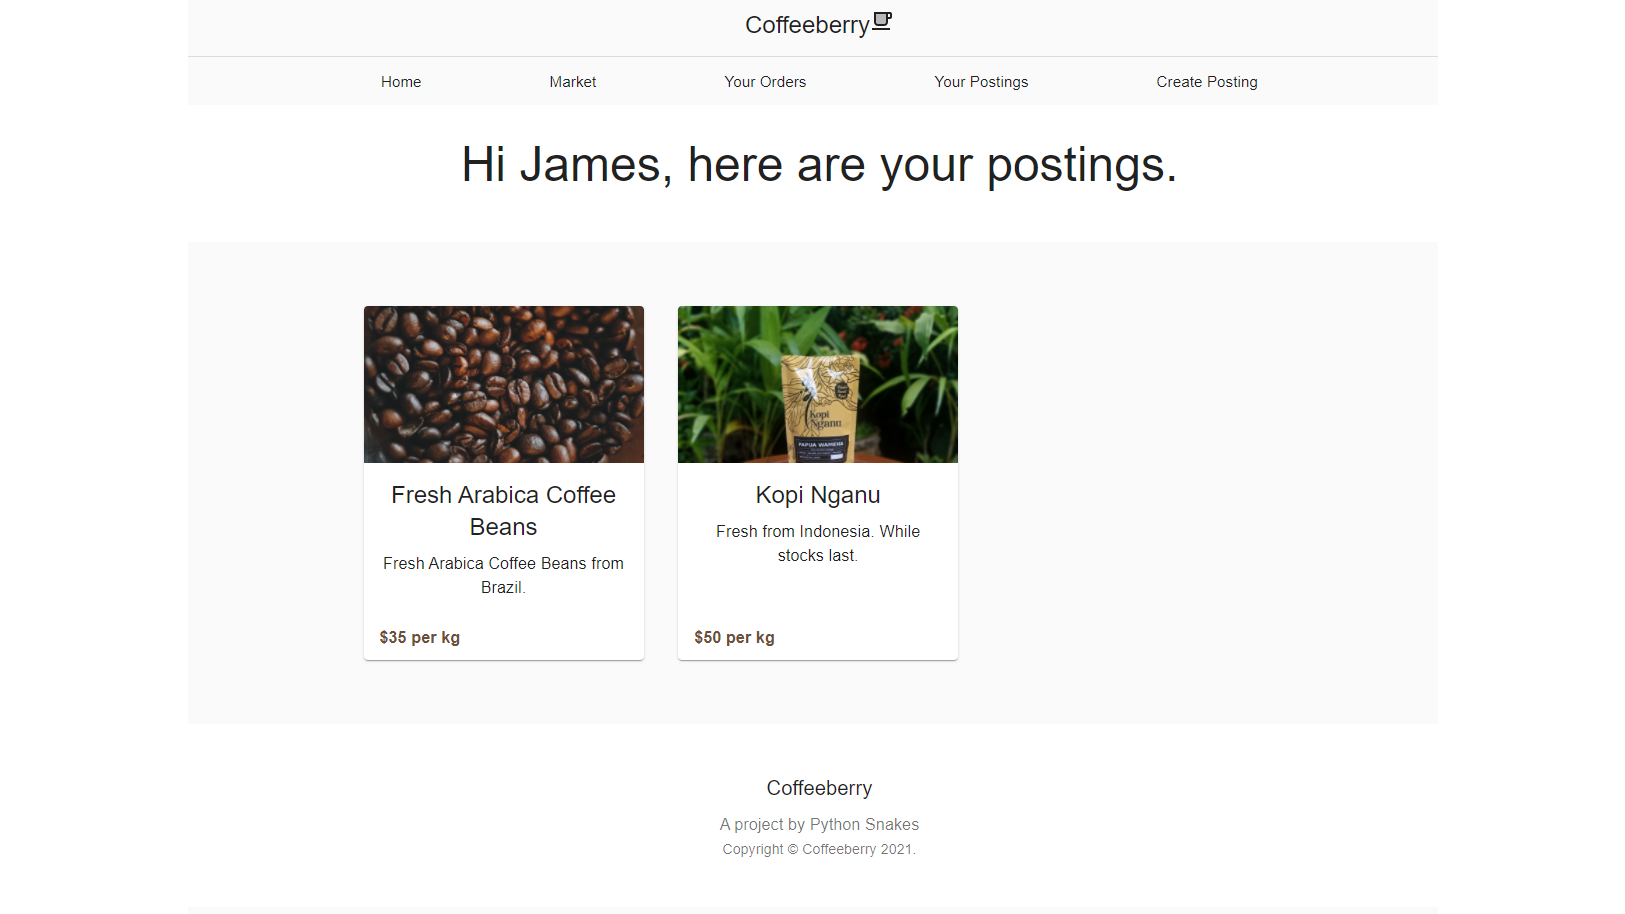 Coffeeberry
Home Market Your Orders Your Postings Create Posting
Hi James, here are your postings.
Kopi
Nganu
PAPUA WAMENA
Fresh Arabica Coffee
Beans
Fresh Arabica Coffee Beans from
Brazil.
$35 per kg
Kopi Nganu
Fresh from Indonesia. While
stocks last.
$50 per kg
Coffeeberry
A project by Python Snakes
Copyright © Coffeeberry 2021.